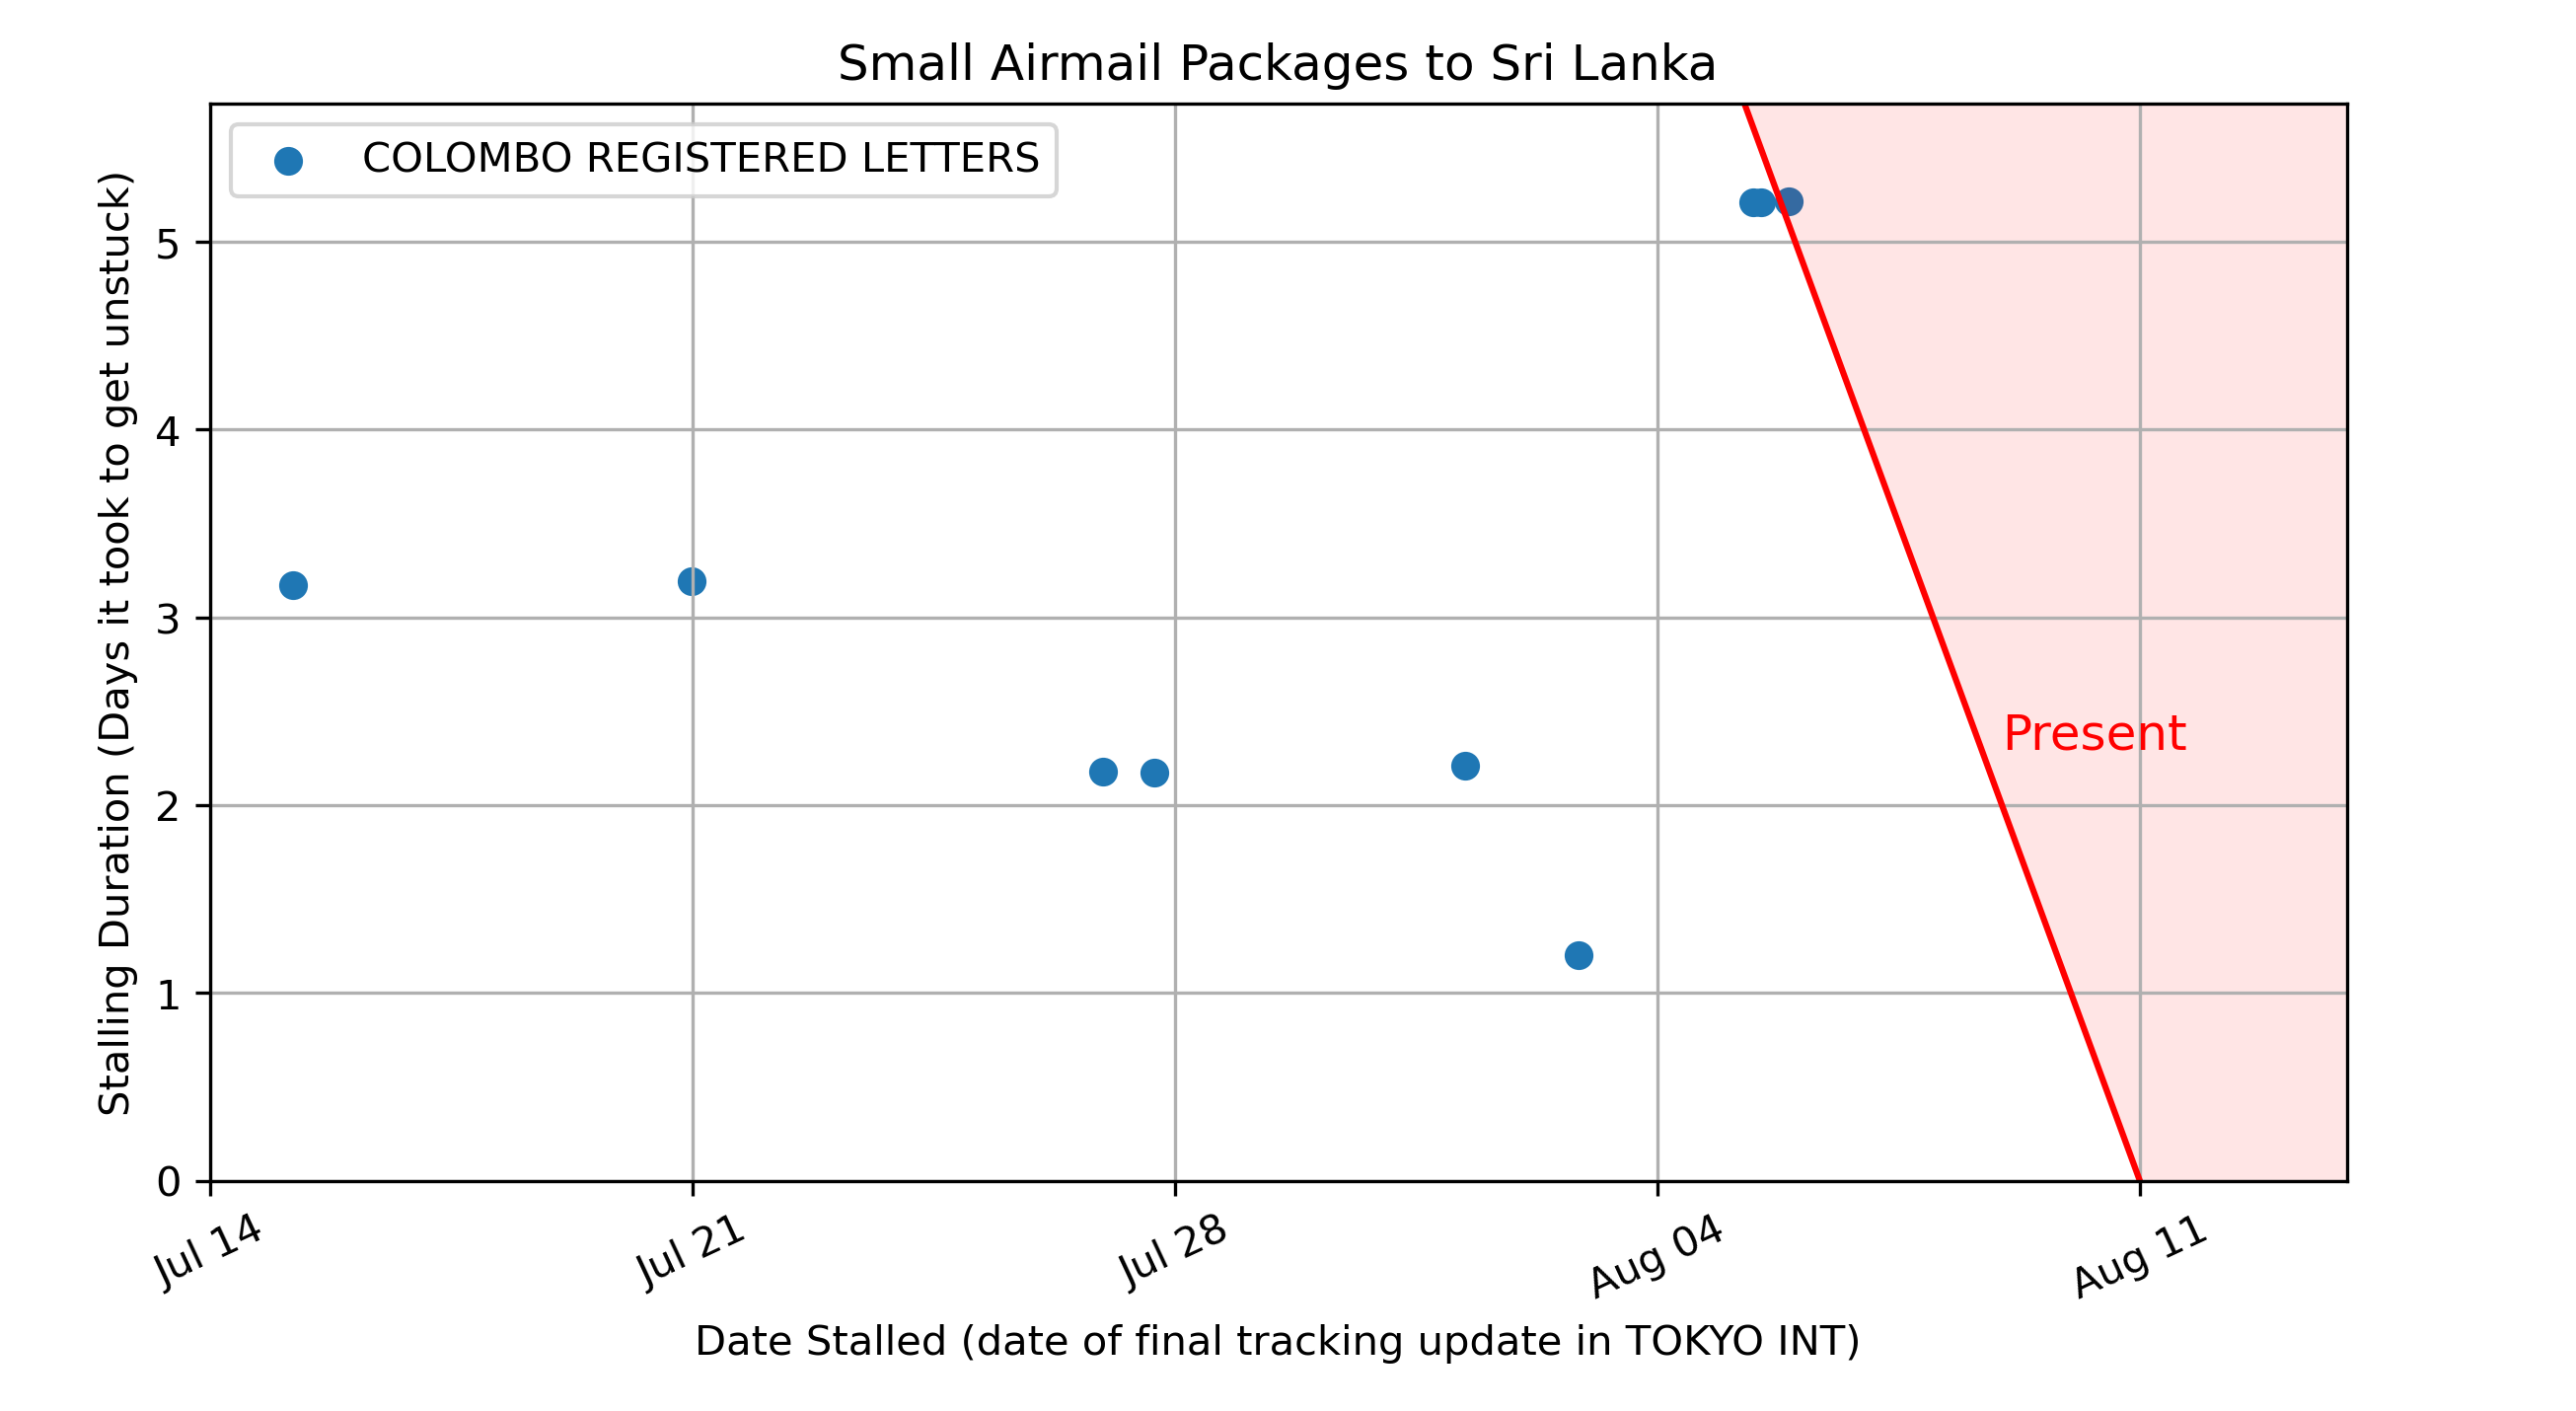 Small Airmail Packages to Sri Lanka
COLOMBO REGISTERED LETTERS
Stalling Duration (Days it took to get unstuck)
5
4
3
2
1
0
Present
Jul 14
Jul 21
Jul 28
Aug 04
Aug 11
Date Stalled (date of final tracking update in TOKYO INT)